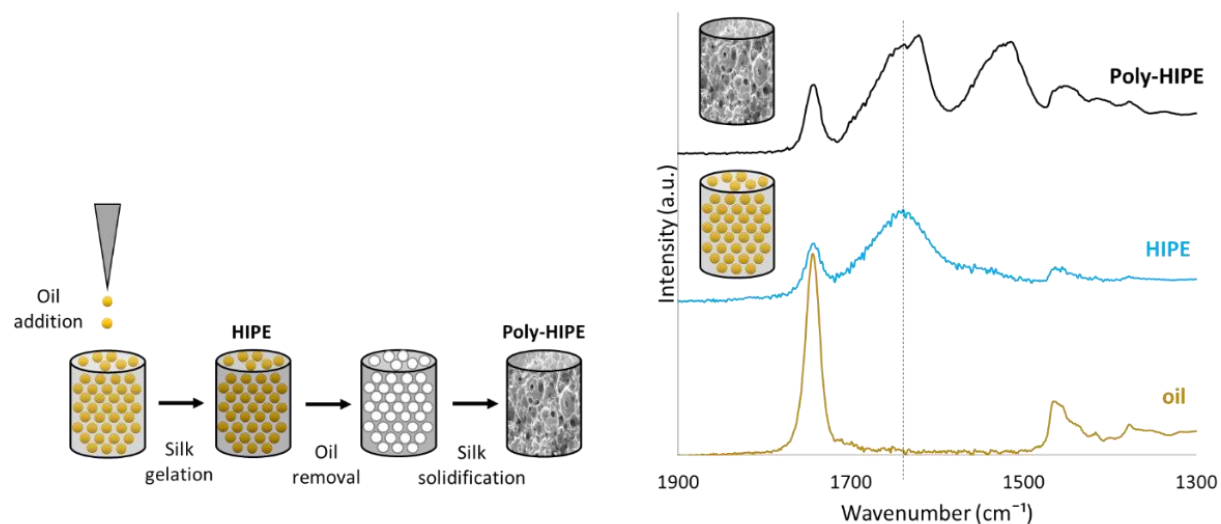 Oil
addition
HIPE
Poly-HIPE
Silk
gelation
Oil
removal
Silk
solidification
Intensity (a.u.)
Poly-HIPE
HIPE
oil
1900
1700
1500
1300
Wavenumber (cm⁻¹)